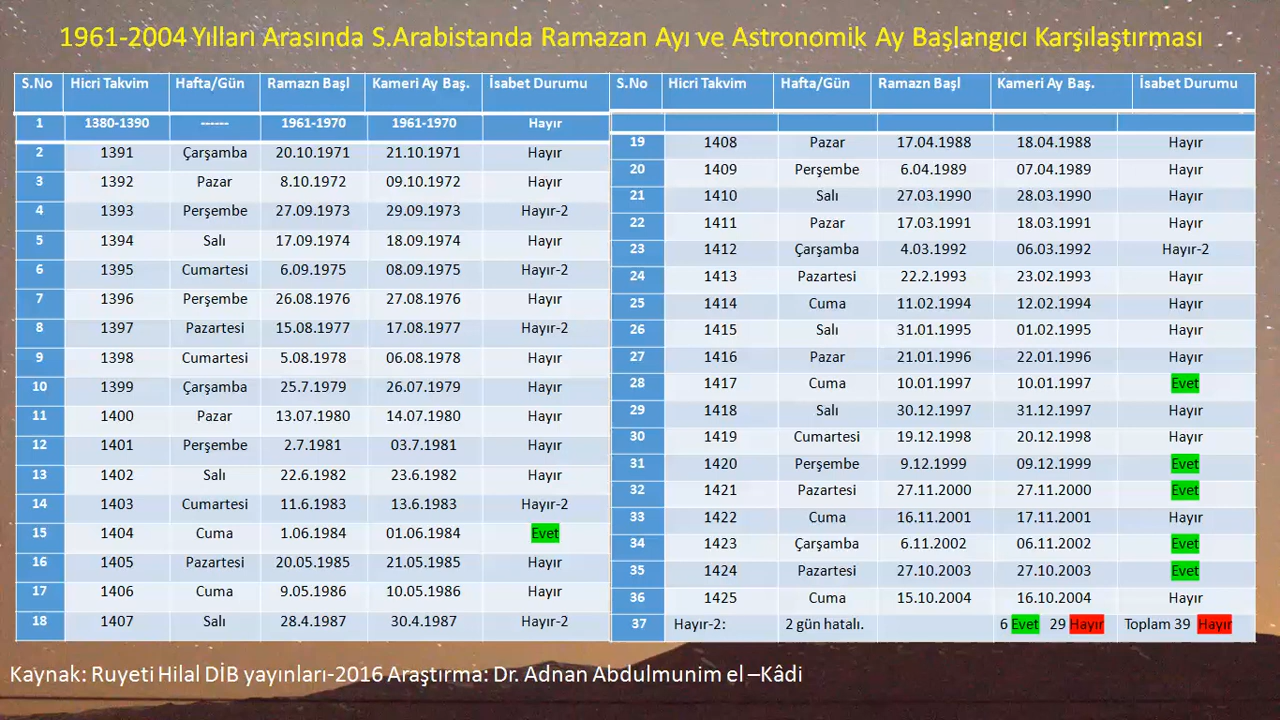 1961-2004 Yılları Arasında S.Arabistanda Ramazan Ayı ve Astronomik Ay Başlangıcı Karşılaştırması
S.No Hicri Takvim Hafta/Gün Ramazn Başl Kameri Ay Baş. İsabet Durumu
1 1380-1390 ------ 1961-1970 1961-1970 Hayır
2 1391 Çarşamba 20.10.1971 21.10.1971 Hayır
3 1392 Pazar 8.10.1972 09.10.1972 Hayır
4 1393 Perşembe 27.09.1973 29.09.1973 Hayır-2
5 1394 Salı 17.09.1974 18.09.1974 Hayır
6 1395 Cumartesi 6.09.1975 08.09.1975 Hayır-2
7 1396 Perşembe 26.08.1976 27.08.1976 Hayır
8 1397 Pazartesi 15.08.1977 17.08.1977 Hayır-2
9 1398 Cumartesi 5.08.1978 06.08.1978 Hayır
10 1399 Çarşamba 25.7.1979 26.07.1979 Hayır
11 1400 Pazar 13.07.1980 14.07.1980 Hayır
12 1401 Perşembe 2.7.1981 03.7.1981 Hayır
13 1402 Salı 22.6.1982 23.6.1982 Hayır
14 1403 Cumartesi 11.6.1983 13.6.1983 Hayır-2
15 1404 Cuma 1.06.1984 01.06.1984 Evet
16 1405 Pazartesi 20.05.1985 21.05.1985 Hayır
17 1406 Cuma 9.05.1986 10.05.1986 Hayır
18 1407 Salı 28.4.1987 30.4.1987 Hayır-2
S.No Hicri Takvim Hafta/Gün Ramazn Başl Kameri Ay Baş. İsabet Durumu
19 1408 Pazar 17.04.1988 18.04.1988 Hayır
20 1409 Perşembe 6.04.1989 07.04.1989 Hayır
21 1410 Salı 27.03.1990 28.03.1990 Hayır
22 1411 Pazar 17.03.1991 18.03.1991 Hayır
23 1412 Çarşamba 4.03.1992 06.03.1992 Hayır-2
24 1413 Pazartesi 22.2.1993 23.02.1993 Hayır
25 1414 Cuma 11.02.1994 12.02.1994 Hayır
26 1415 Salı 31.01.1995 01.02.1995 Hayır
27 1416 Pazar 21.01.1996 22.01.1996 Hayır
28 1417 Cuma 10.01.1997 10.01.1997 Evet
29 1418 Salı 30.12.1997 31.12.1997 Hayır
30 1419 Cumartesi 19.12.1998 20.12.1998 Hayır
31 1420 Perşembe 9.12.1999 09.12.1999 Evet
32 1421 Pazartesi 27.11.2000 27.11.2000 Evet
33 1422 Cuma 16.11.2001 17.11.2001 Hayır
34 1423 Çarşamba 6.11.2002 06.11.2002 Evet
35 1424 Pazartesi 27.10.2003 27.10.2003 Evet
36 1425 Cuma 15.10.2004 16.10.2004 Hayır
37 Hayır-2: 2 gün hatalı. 6 Evet 29 Hayır Toplam 39 Hayır
Kaynak: Ruyeti Hilal DİB yayınları-2016 Araştırma: Dr. Adnan Abdulmunim el –Kâdi